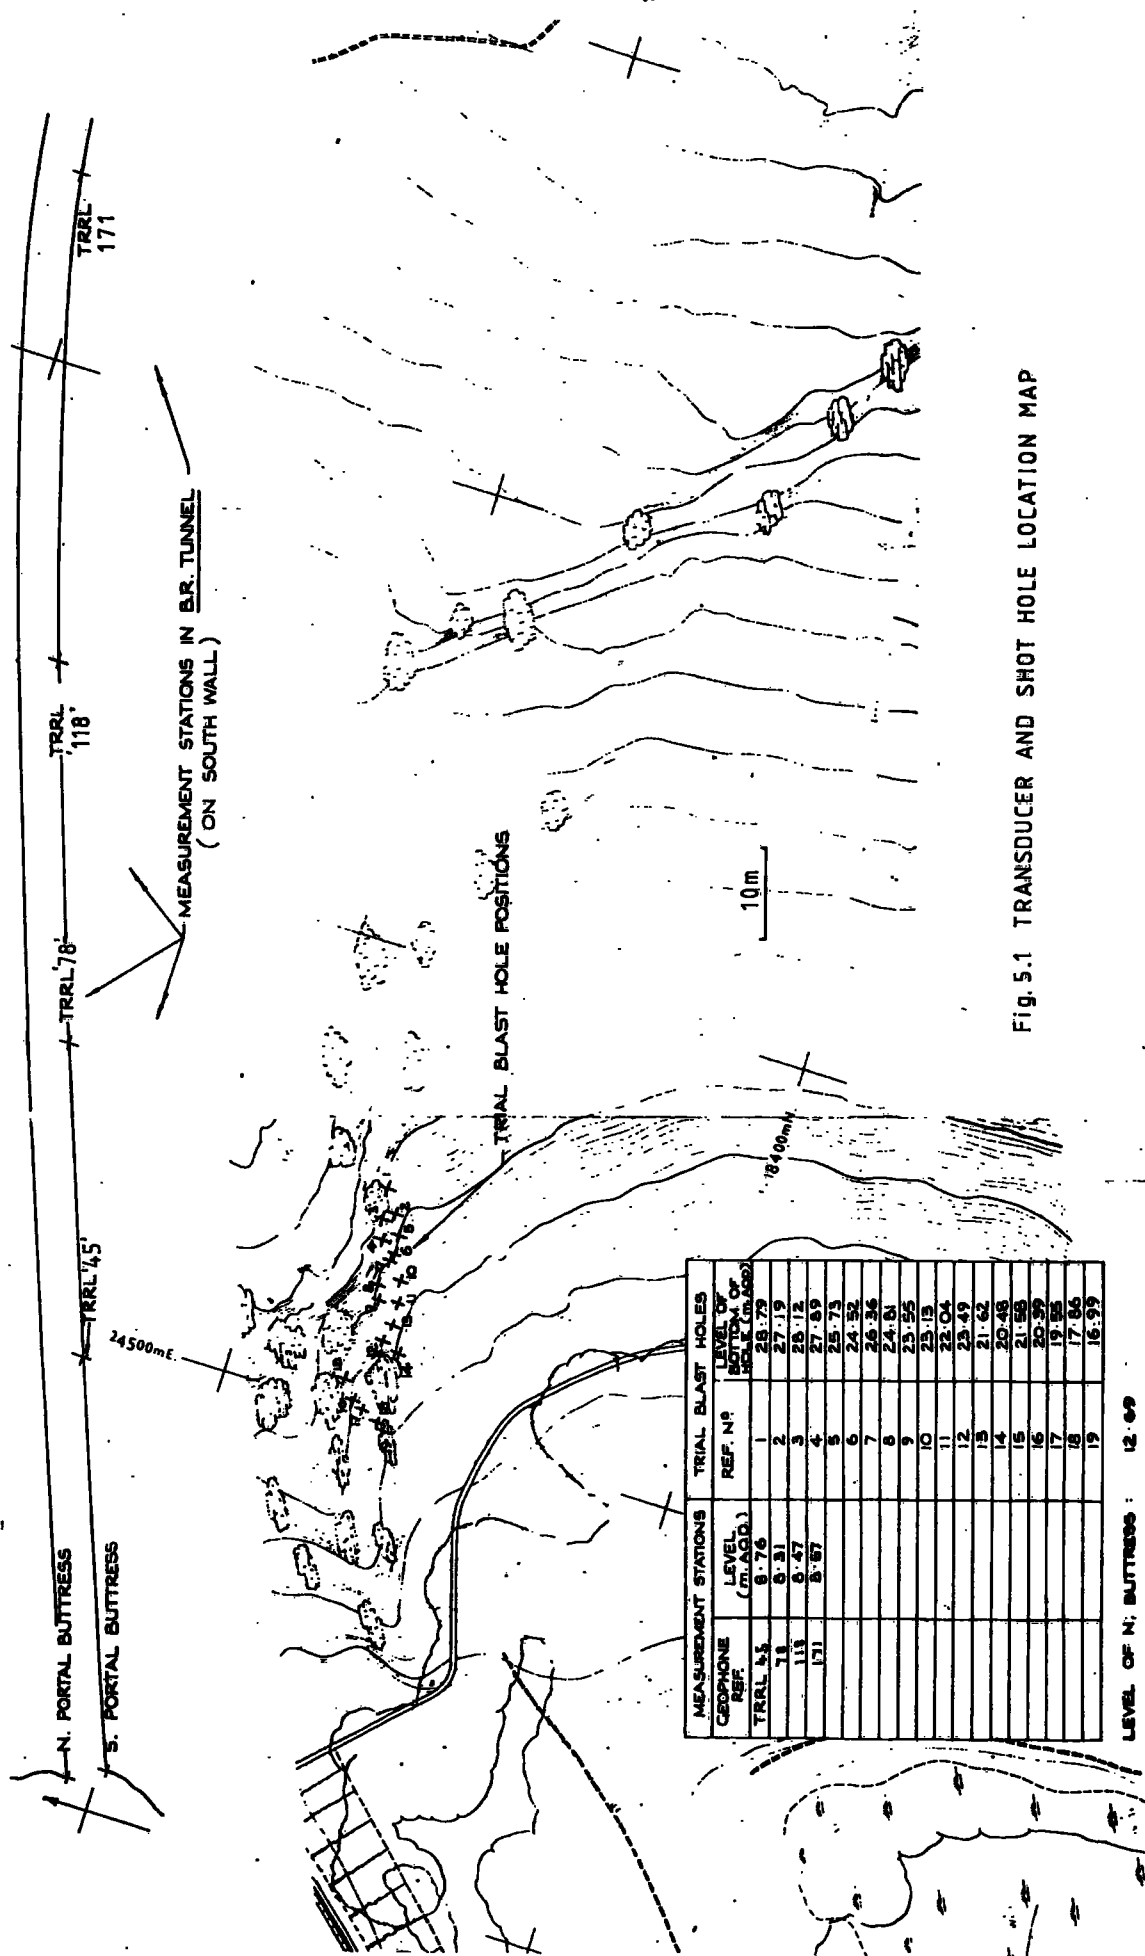 N. PORTAL BUTTRESS
S. PORTAL BUTTRESS
TRRL '45'
TRRL '78'
TRRL
'118'
TRRL
171
MEASUREMENT STATIONS IN B.R. TUNNEL
( ON SOUTH WALL )
24500mE.
TRIAL BLAST HOLE POSITIONS
18400mN.
10m
MEASUREMENT STATIONS TRIAL BLAST HOLES
GEOPHONE REF. LEVEL (m.A.O.D.) REF. Nº LEVEL OF BOTTOM OF HOLE (m.AOD)
TRRL 45 8·76 1 28·79
78 8·31 2 27·19
118 8·47 3 28·12
171 8·57 4 27·89
5 25·73
6 24·52
7 26·36
8 24·81
9 23·55
10 23·13
11 22·04
12 23·49
13 21·62
14 20·48
15 21·58
16 20·39
17 19·55
18 17·86
19 16·99
LEVEL OF N. BUTTRESS : 12·69
Fig. 5.1 TRANSDUCER AND SHOT HOLE LOCATION MAP